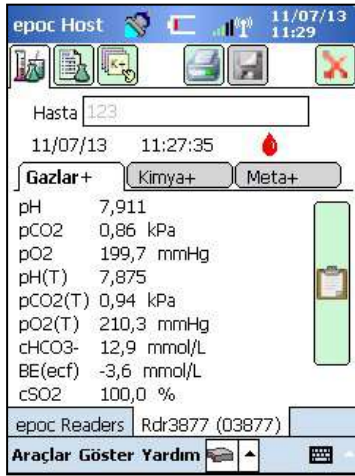 epoc Host 11/07/13
11:29
K+
Hasta 123
11/07/13 11:27:35
Gazlar+ Kimya+ Meta+
pH 7,911
pCO2 0,86 kPa
pO2 199,7 mmHg
pH(T) 7,875
pCO2(T) 0,94 kPa
pO2(T) 210,3 mmHg
cHCO3- 12,9 mmol/L
BE(ecf) -3,6 mmol/L
cSO2 100,0 %
epoc Readers Rdr3877 (03877)
Araçlar Göster Yardım